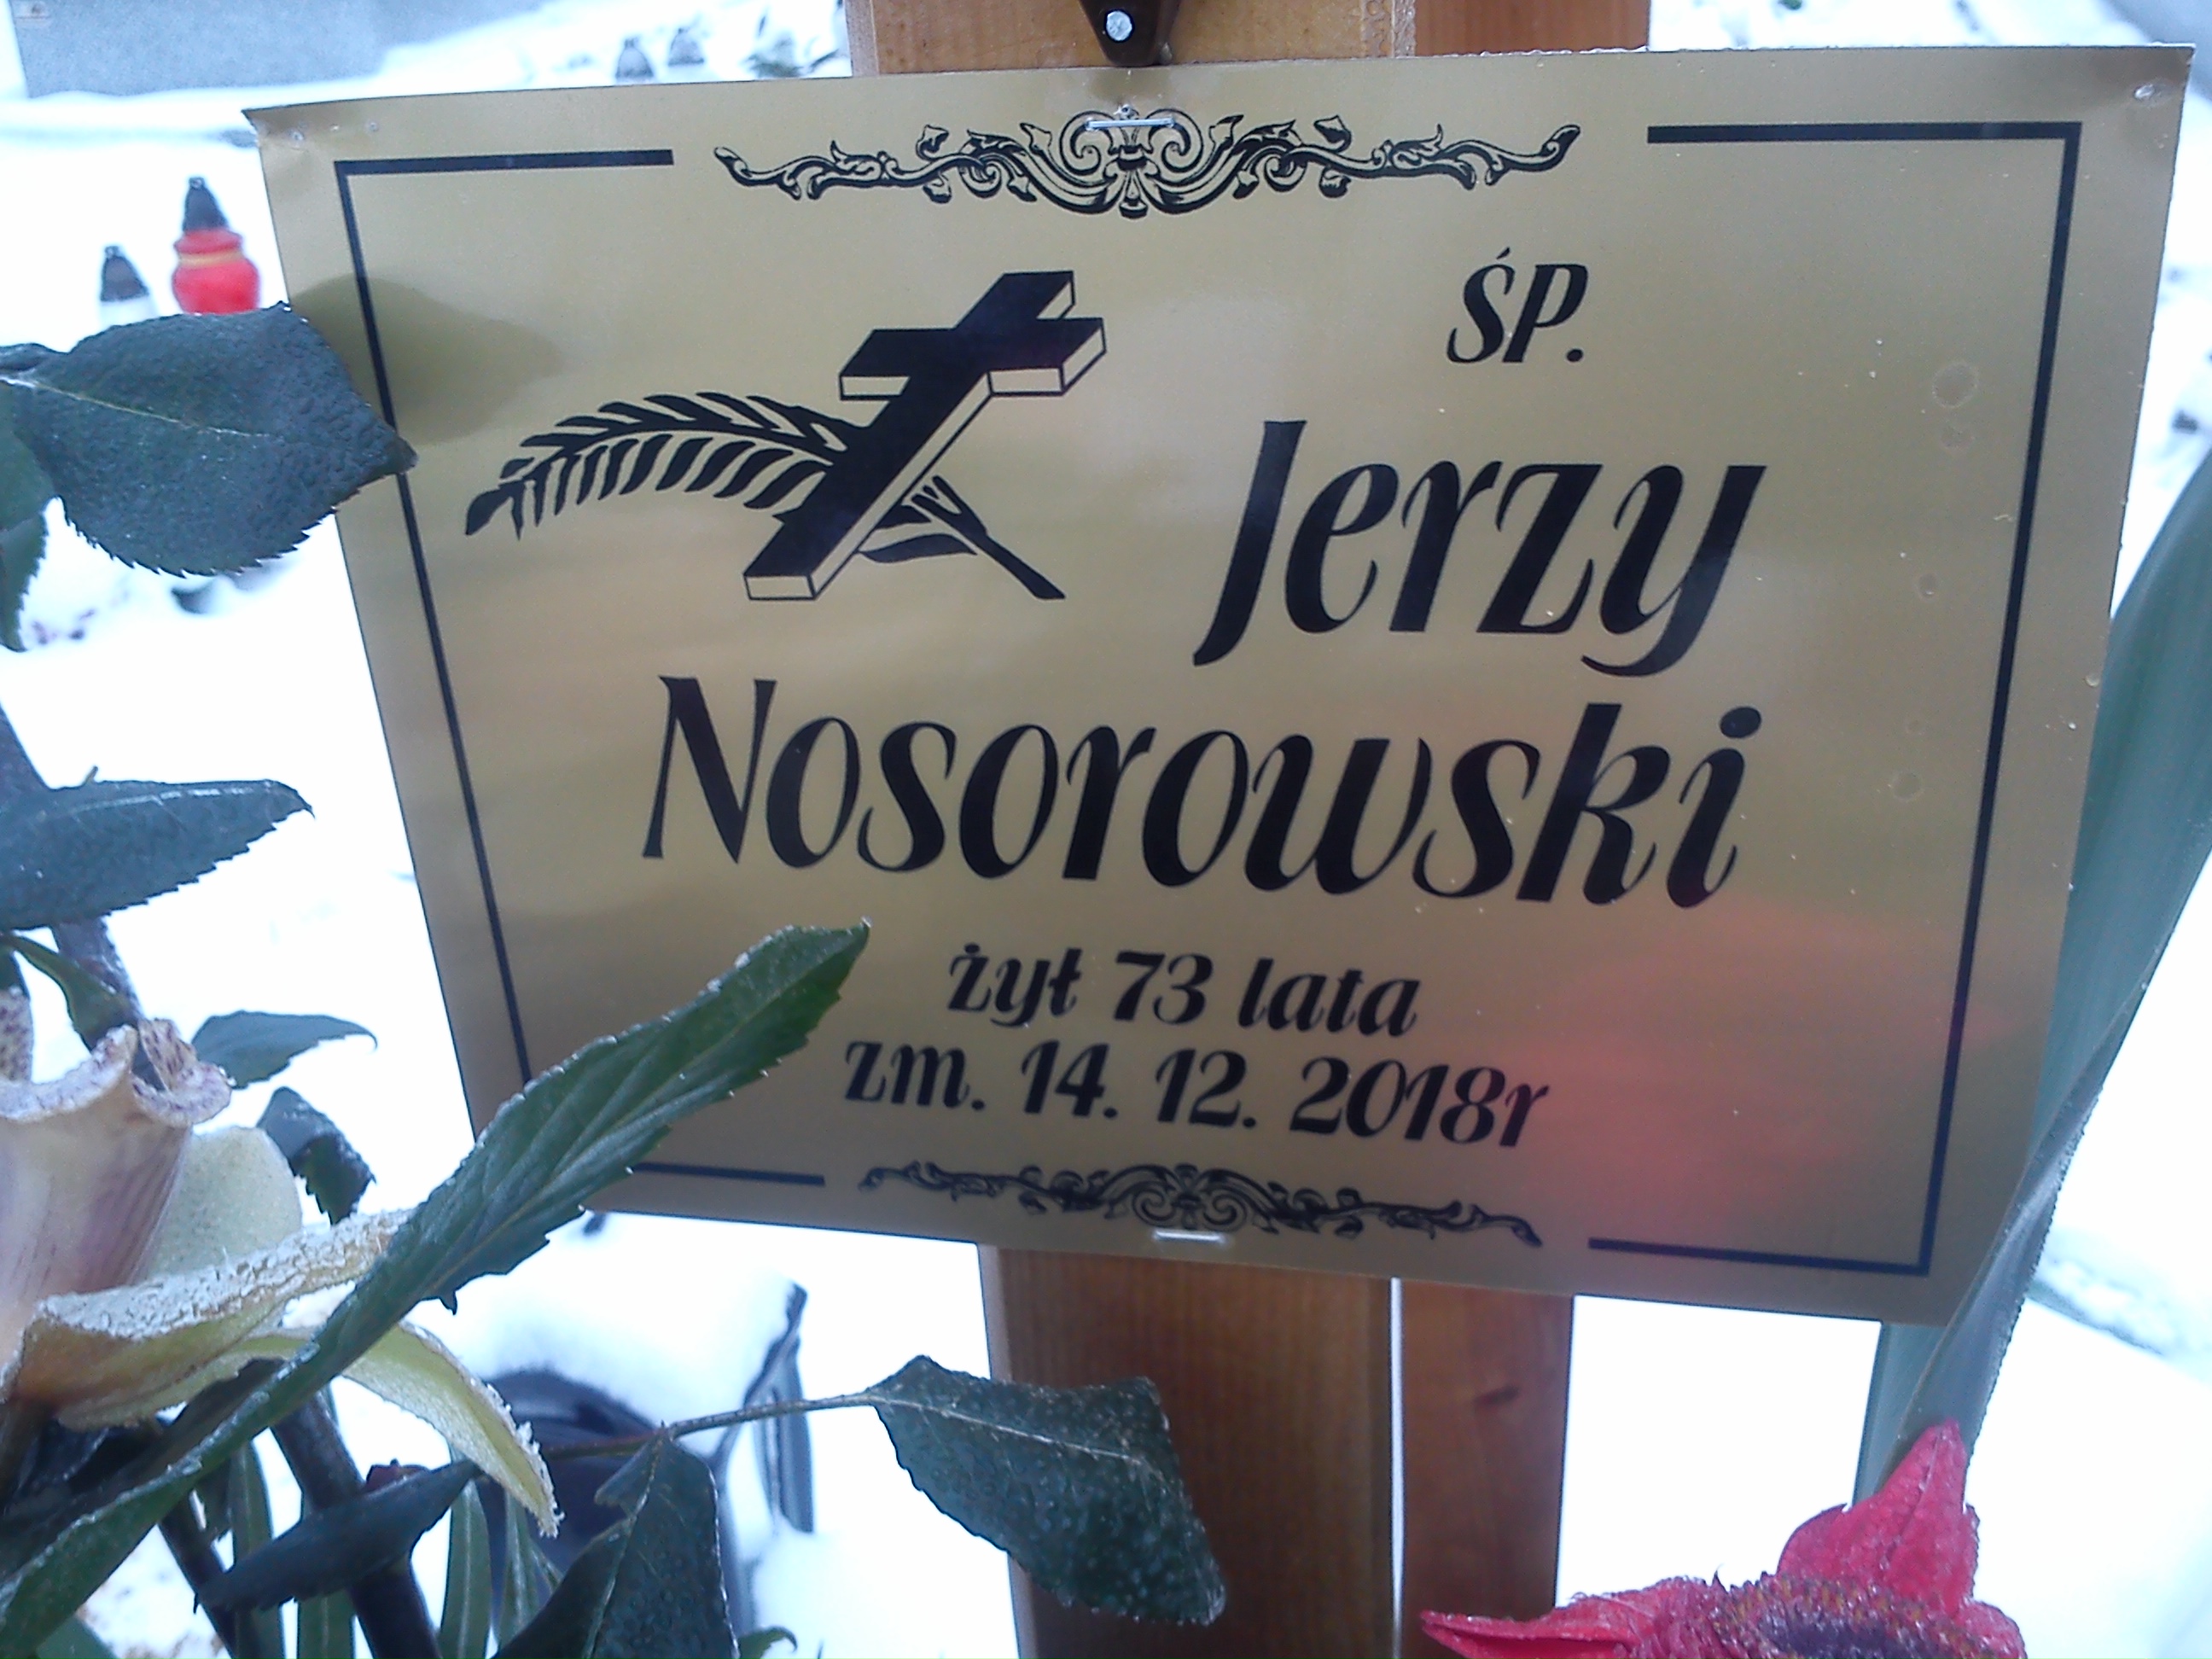 ŚP.
Jerzy
Nosorowski
żył 73 lata
zm. 14. 12. 2018r